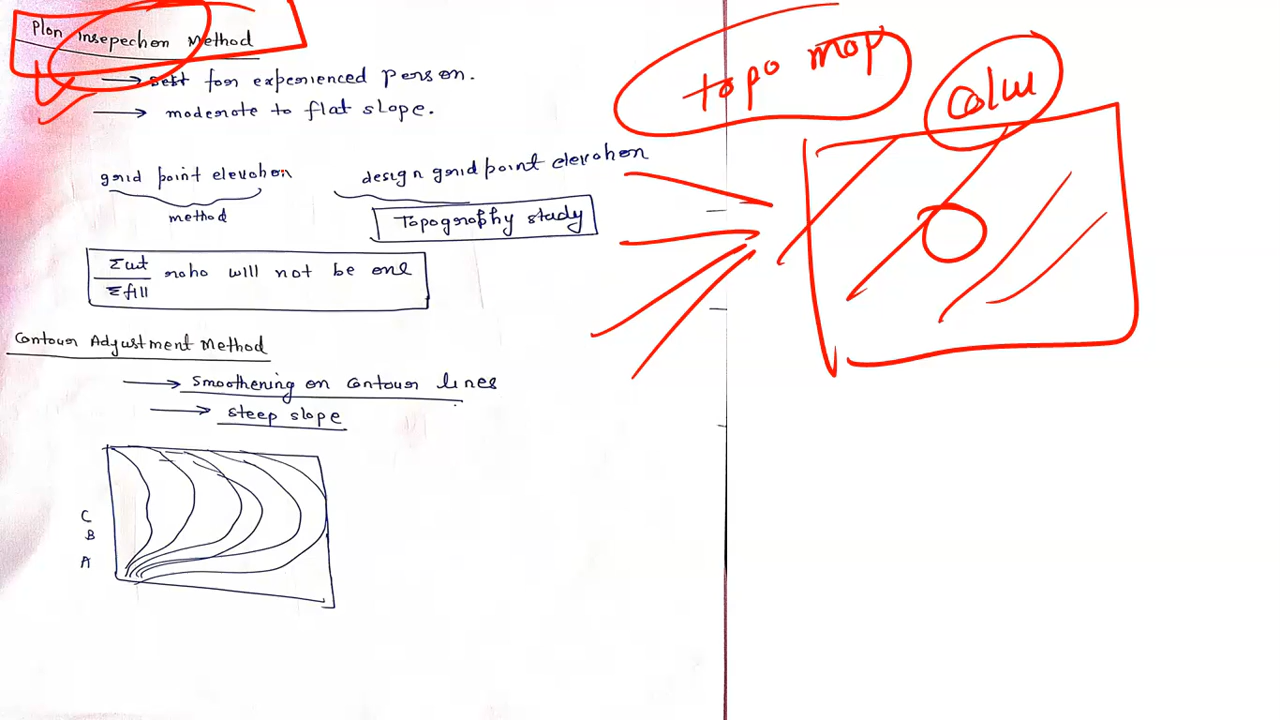 Plan Insepechon Method
→ best for experienced person.
→ moderate to flat slope.
grid point elevation
method
design grid point elevation
Topography study
Σcut
Σfill
ratio will not be one
Contour Adjustment Method
→ Smoothening on contour lines
→ steep slope
C
B
A
topo map